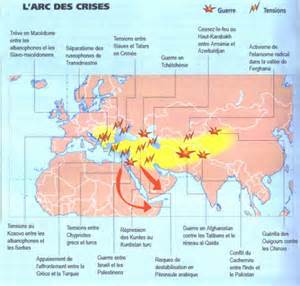 L'ARC DES CRISES
Guerre
Tensions
Trêve en Macédoine
entre les
albanophones et les
Slavo-macédoniens
Séparatisme des
russophones de
Transdniestrie
Tensions entre
Slaves et Tatars
en Crimée
Guerre en
Tchétchénie
Cessez-le-feu au
Haut-Karabakh
entre Arménie et
Azerbaïdjan
Activisme de
l'islamisme radical
dans la vallée de
Ferghana
Tensions au
Kosovo entre les
albanophones et
les Serbes
Apaisement de
l'affrontement entre la
Grèce et la Turquie
Tensions entre
Chypriotes
grecs et turcs
Guerre entre
Israël et les
Palestiniens
Répression des
Kurdes au
Kurdistan turc
Risques de
déstabilisation en
Péninsule arabique
Guerre en Afghanistan
contre les Talibans et le
réseau al-Qaida
Conflit du
Cachemire
entre l'Inde et
le Pakistan
Guérilla des
Ouïgours contre
les Chinois